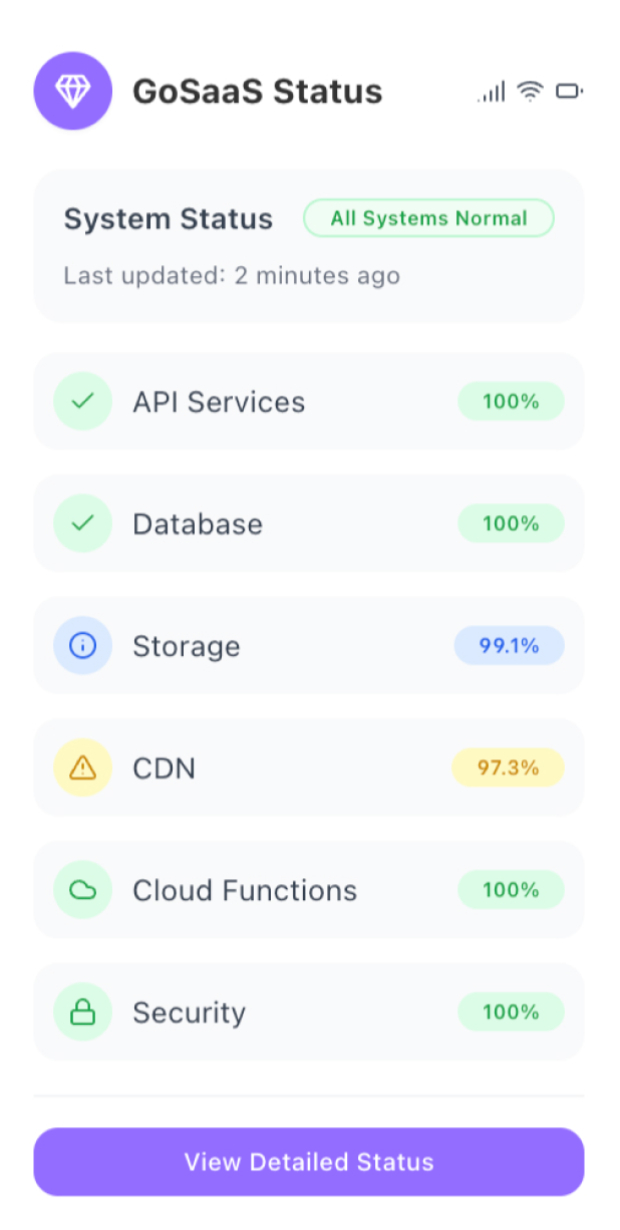 GoSaaS Status
System Status
All Systems Normal
Last updated: 2 minutes ago
API Services
100%
Database
100%
Storage
99.1%
CDN
97.3%
Cloud Functions
100%
Security
100%
View Detailed Status